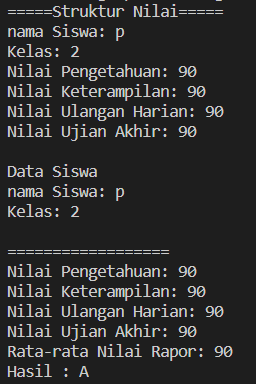 =====Struktur Nilai=====
nama Siswa: p
Kelas: 2
Nilai Pengetahuan: 90
Nilai Keterampilan: 90
Nilai Ulangan Harian: 90
Nilai Ujian Akhir: 90
Data Siswa
nama Siswa: p
Kelas: 2
==================
Nilai Pengetahuan: 90
Nilai Keterampilan: 90
Nilai Ulangan Harian: 90
Nilai Ujian Akhir: 90
Rata-rata Nilai Rapor: 90
Hasil : A